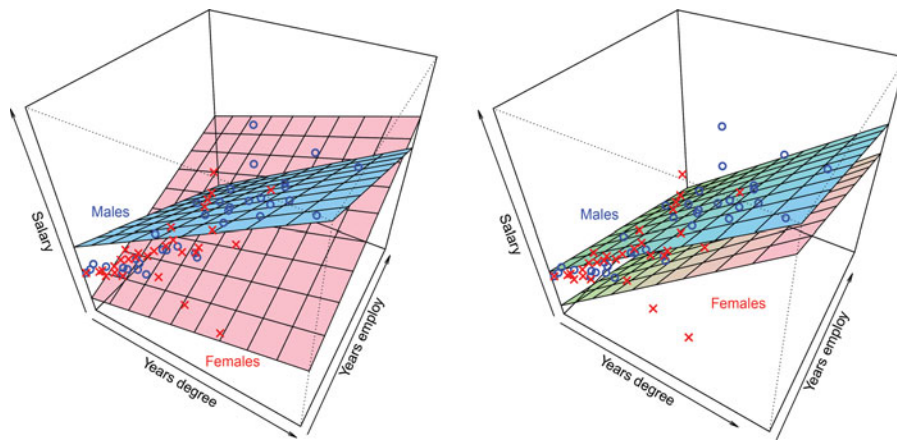 Salary
Males
Females
Years degree
Years employ
Salary
Males
Females
Years degree
Years employ